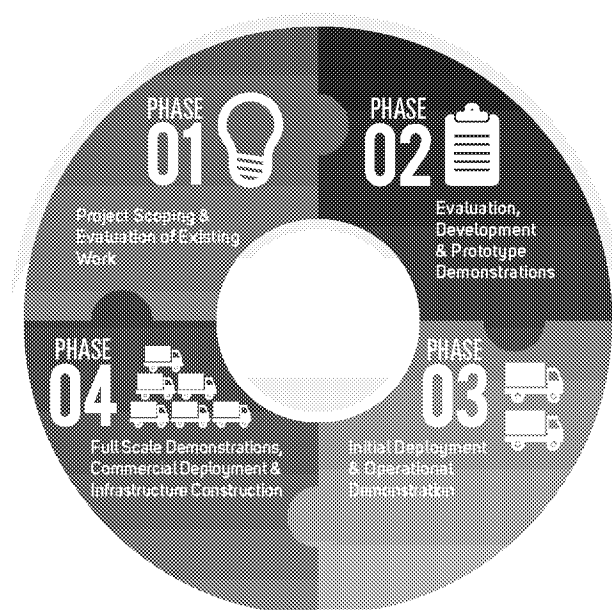 PHASE
01
Project Scoping &
Evaluation of Existing
Work
PHASE
02
Evaluation,
Development
& Prototype
Demonstrations
PHASE
03
Initial Deployment
& Operational
Demonstration
PHASE
04
Full Scale Demonstrations,
Commercial Deployment &
Infrastructure Construction